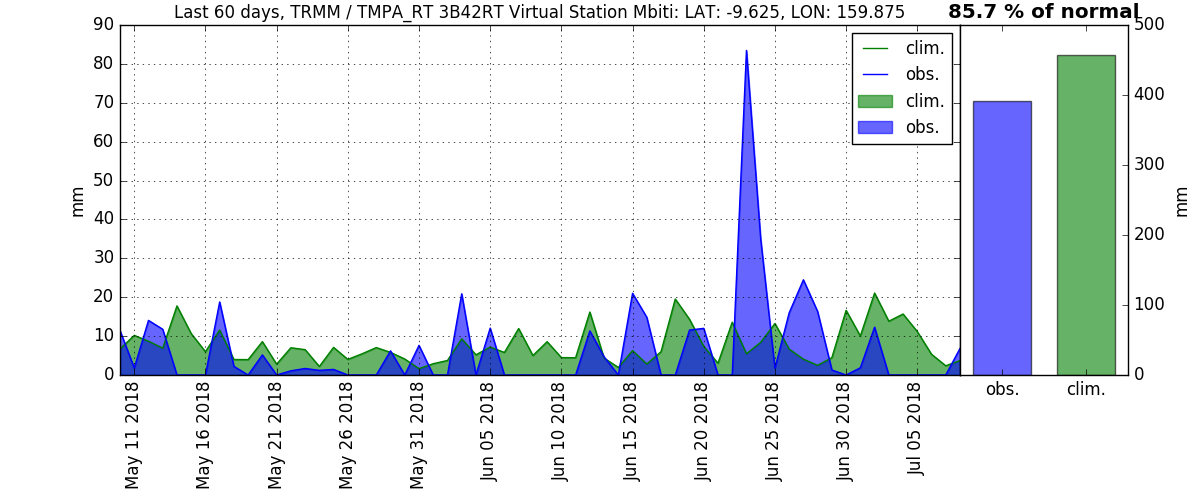 Last 60 days, TRMM / TMPA_RT 3B42RT Virtual Station Mbiti: LAT: -9.625, LON: 159.875
85.7 % of normal
90
80
70
60
50
40
30
20
10
0
mm
clim.
obs.
clim.
obs.
May 11 2018
May 16 2018
May 21 2018
May 26 2018
May 31 2018
Jun 05 2018
Jun 10 2018
Jun 15 2018
Jun 20 2018
Jun 25 2018
Jun 30 2018
Jul 05 2018
500
400
300
200
100
0
mm
obs.
clim.